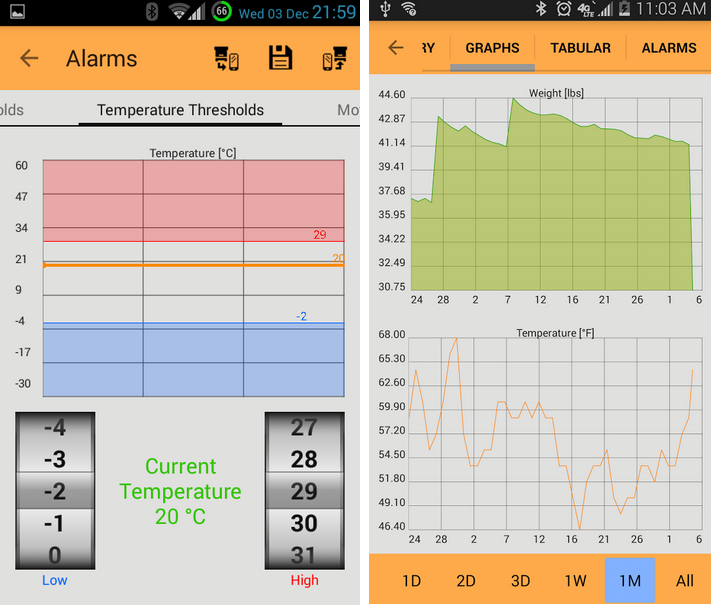 66 Wed 03 Dec 21:59
Alarms
olds Temperature Thresholds Mo
Temperature [°C]
60
47
34
29
21
20
9
-4
-2
-17
-30
-4 27
-3 28
-2 29
-1 30
0 31
Current
Temperature
20 °C
Low High
4G LTE 11:03 AM
RY GRAPHS TABULAR ALARMS
Weight [lbs]
44.60
42.87
41.14
39.41
37.68
35.95
34.22
32.49
30.75
24 28 2 7 12 16 21 26 1 6
Temperature [°F]
68.00
65.30
62.60
59.90
57.20
54.50
51.80
49.10
46.40
24 28 2 7 12 16 21 26 1 6
1D 2D 3D 1W 1M All